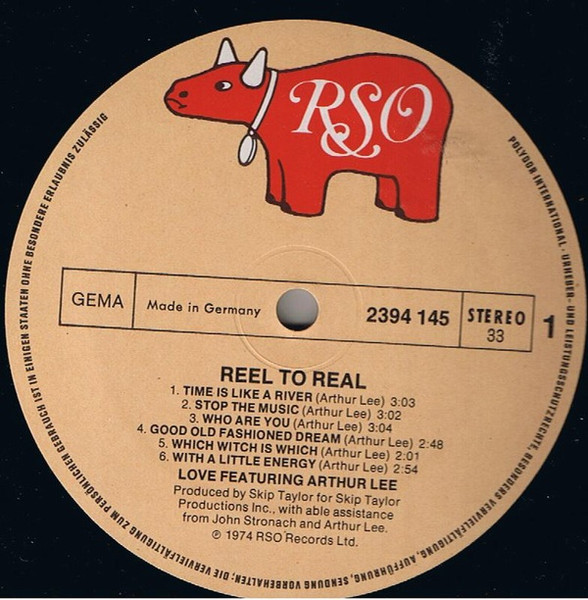 RSO
GEMA
Made in Germany
2394 145
STEREO
33
1
REEL TO REAL
1. TIME IS LIKE A RIVER (Arthur Lee) 3:03
2. STOP THE MUSIC (Arthur Lee) 3:02
3. WHO ARE YOU (Arthur Lee) 3:04
4. GOOD OLD FASHIONED DREAM (Arthur Lee) 2:48
5. WHICH WITCH IS WHICH (Arthur Lee) 2:01
6. WITH A LITTLE ENERGY (Arthur Lee) 2:54
LOVE FEATURING ARTHUR LEE
Produced by Skip Taylor for Skip Taylor
Productions Inc., with able assistance
from John Stronach and Arthur Lee.
℗ 1974 RSO Records Ltd.
POLYDOR INTERNATIONAL · URHEBER- UND LEISTUNGSSCHUTZRECHTE, BESONDERS VERVIELFÄLTIGUNG, AUFFÜHRUNG, SENDUNG VORBEHALTEN; DIE VERVIELFÄLTIGUNG ZUM PERSÖNLICHEN GEBRAUCH IST IN EINIGEN STAATEN OHNE BESONDERE ERLAUBNIS ZULÄSSIG